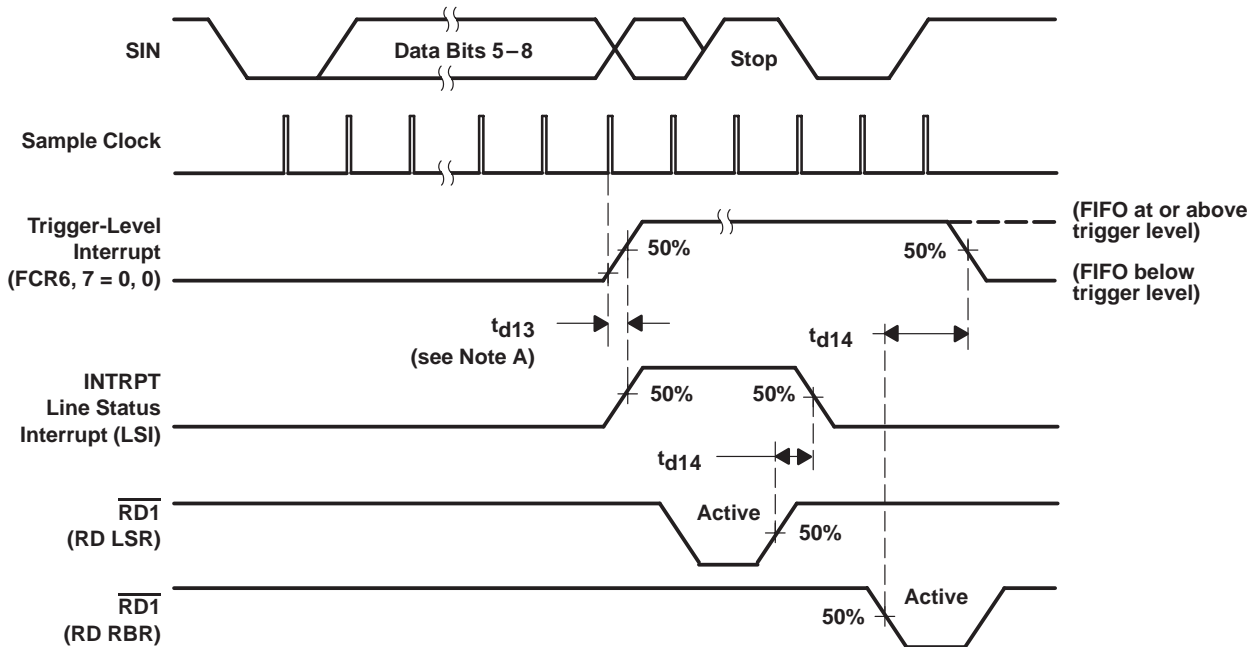 SIN
Data Bits 5–8
Stop
Sample Clock
Trigger-Level
Interrupt
(FCR6, 7 = 0, 0)
50%
50%
(FIFO at or above
trigger level)
(FIFO below
trigger level)
td13
(see Note A)
td14
INTRPT
Line Status
Interrupt (LSI)
50%
50%
td14
RD1
(RD LSR)
Active
50%
RD1
(RD RBR)
50%
Active